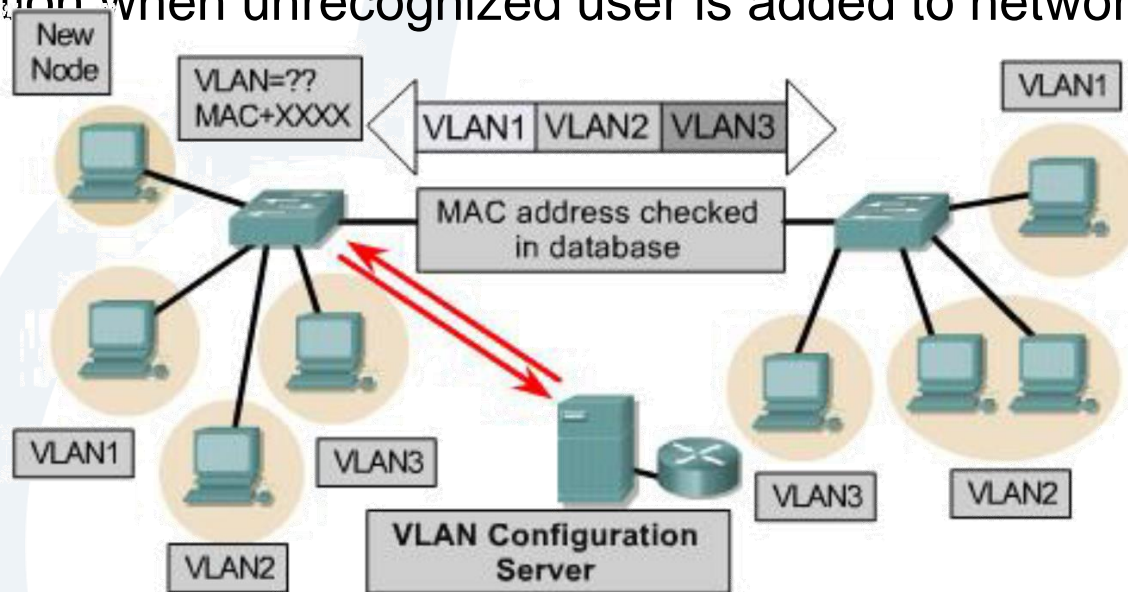 when unrecognized user is added to
New
Node
VLAN=??
MAC+XXXX
VLAN1 VLAN2 VLAN3
VLAN1
MAC address checked
in database
VLAN1
VLAN3
VLAN2
VLAN3
VLAN2
VLAN Configuration
Server